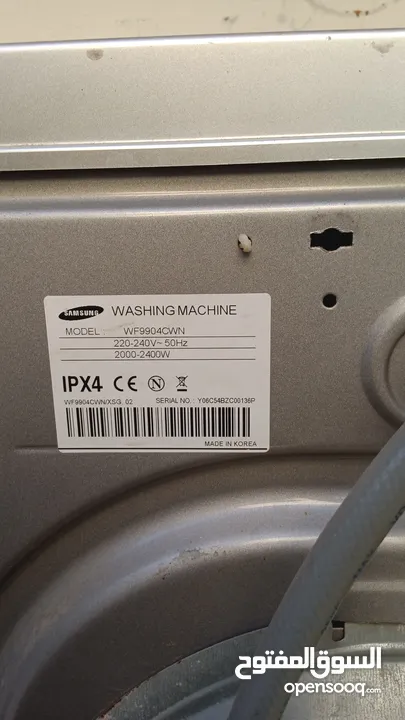 SAMSUNG WASHING MACHINE
MODEL : WF9904CWN
220-240V~ 50Hz
2000-2400W
IPX4 CE N
WF9904CWN/XSG, 02 SERIAL NO.: Y06C54BZC00136P
MADE IN KOREA
السوق المفتوح
opensooq.com